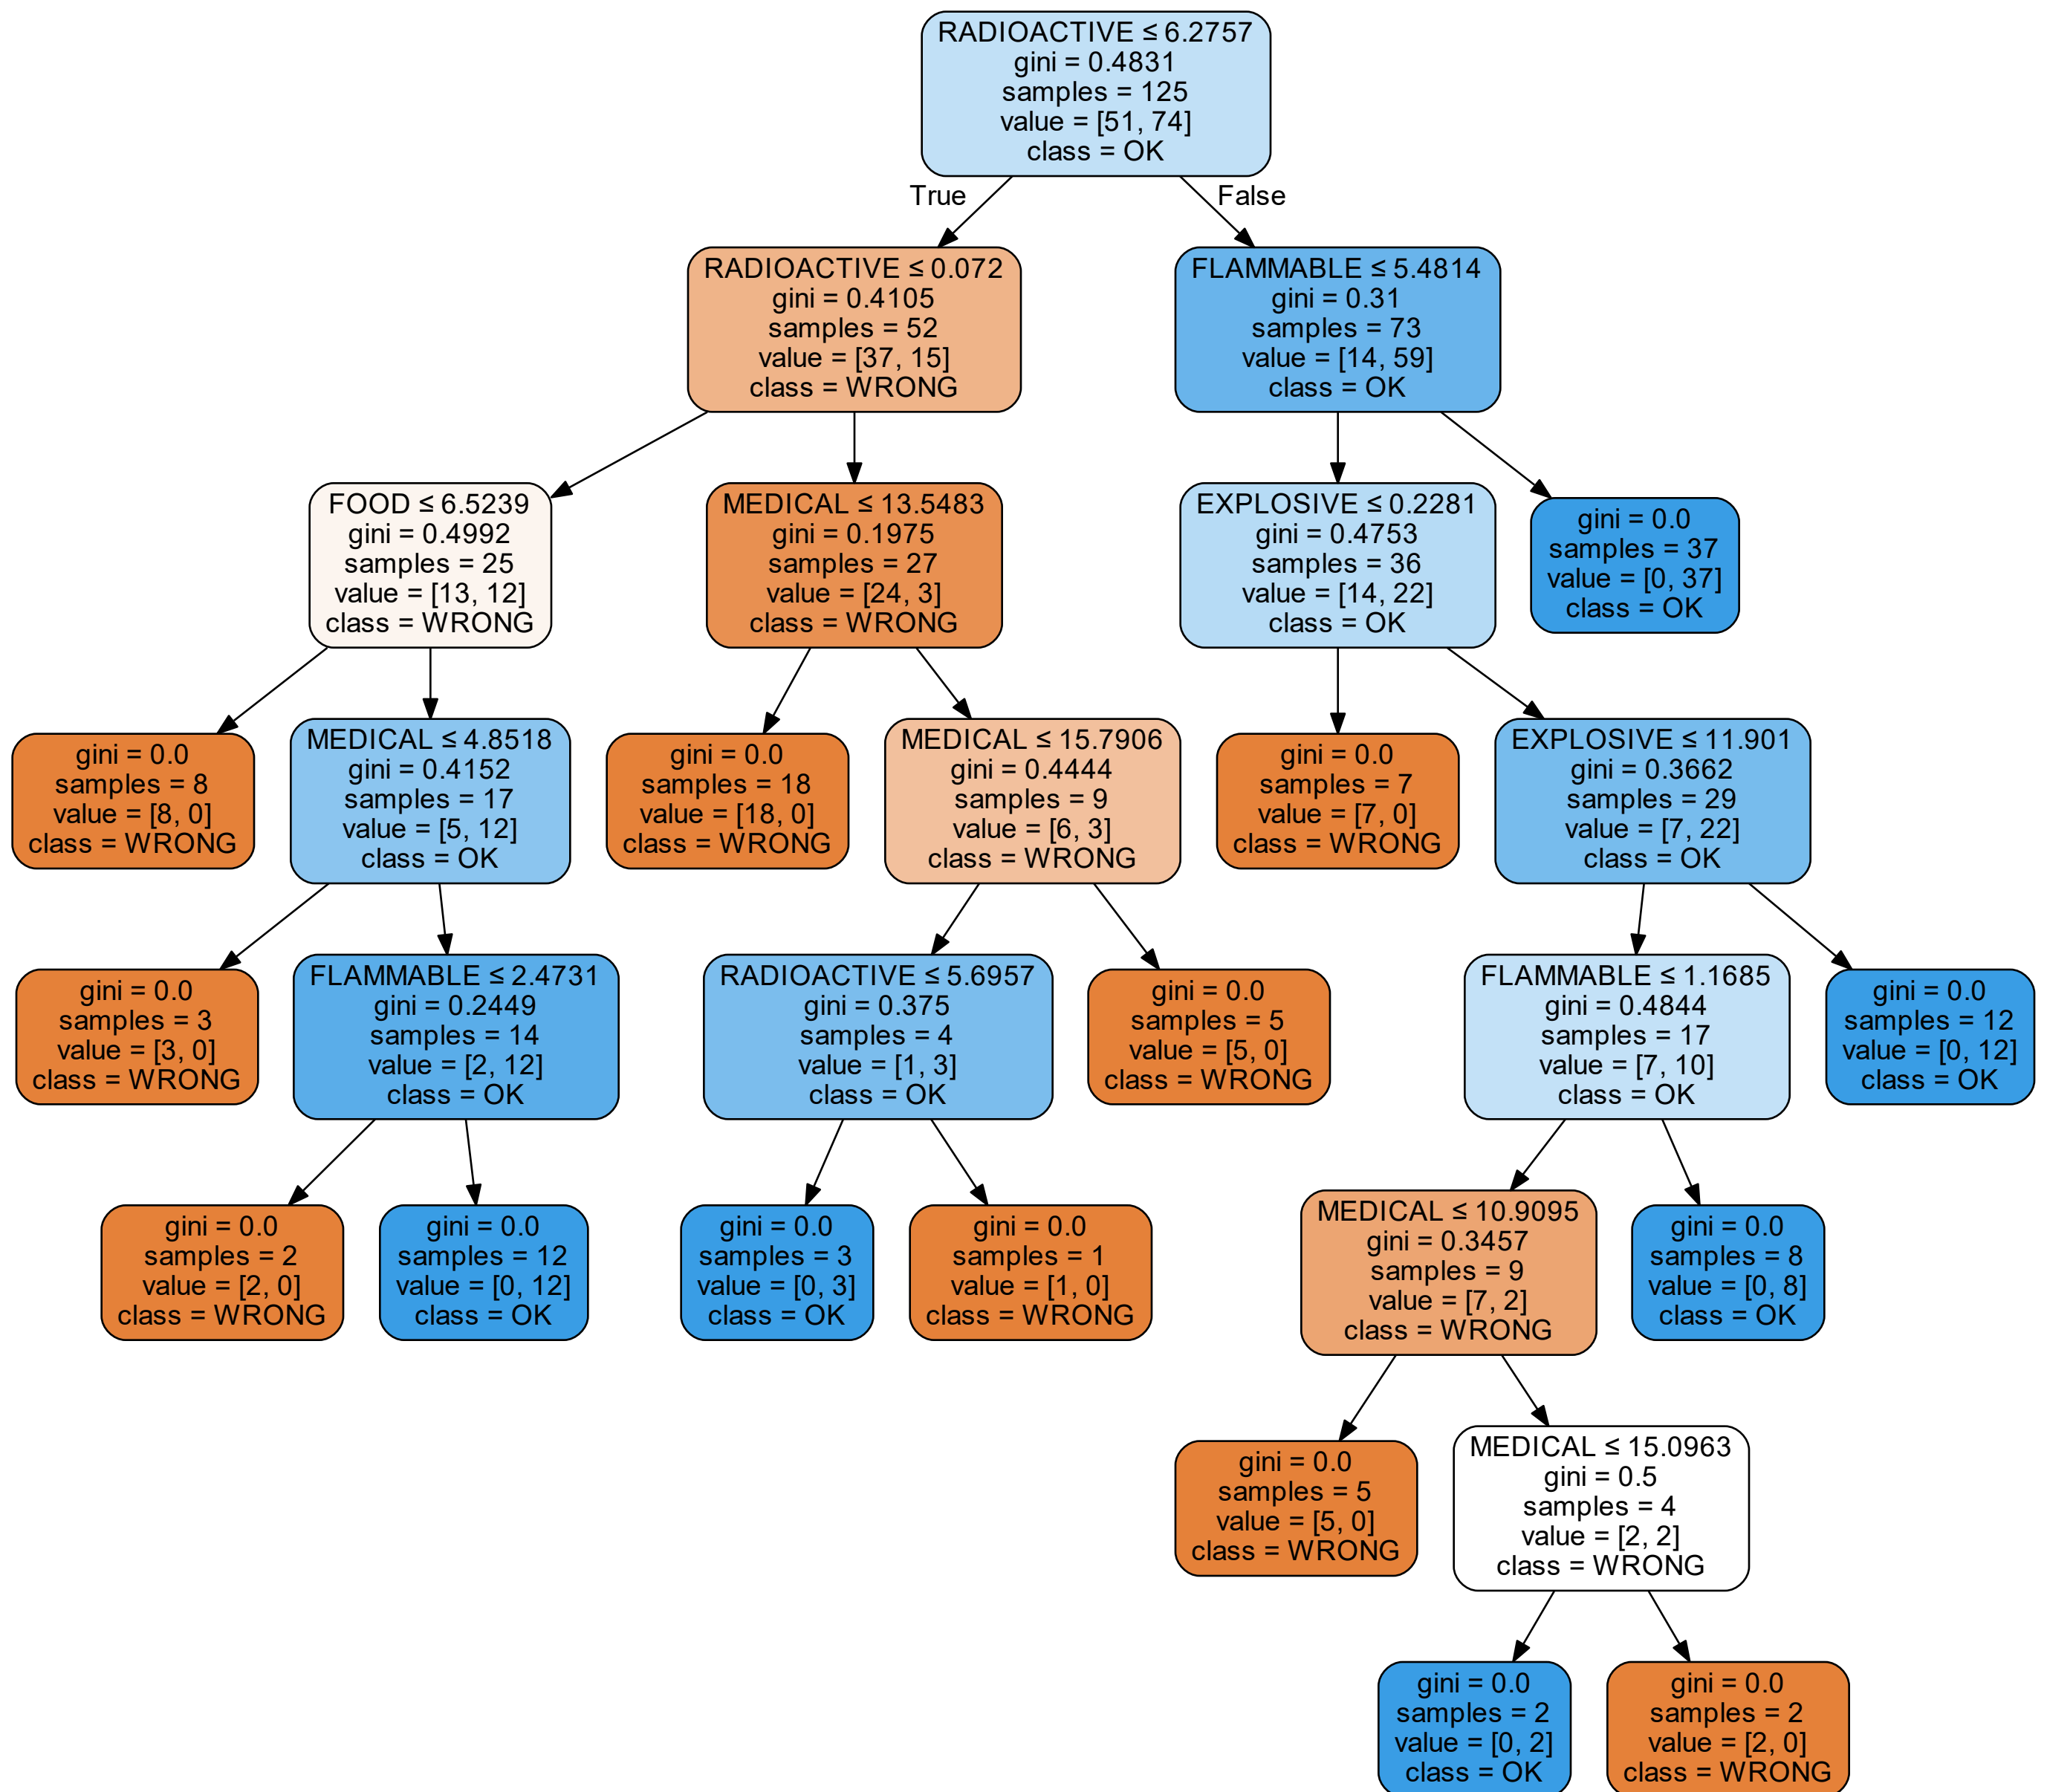 RADIOACTIVE ≤ 6.2757
gini = 0.4831
samples = 125
value = [51, 74]
class = OK
True
False
RADIOACTIVE ≤ 0.072
gini = 0.4105
samples = 52
value = [37, 15]
class = WRONG
FLAMMABLE ≤ 5.4814
gini = 0.31
samples = 73
value = [14, 59]
class = OK
FOOD ≤ 6.5239
gini = 0.4992
samples = 25
value = [13, 12]
class = WRONG
MEDICAL ≤ 13.5483
gini = 0.1975
samples = 27
value = [24, 3]
class = WRONG
EXPLOSIVE ≤ 0.2281
gini = 0.4753
samples = 36
value = [14, 22]
class = OK
gini = 0.0
samples = 37
value = [0, 37]
class = OK
gini = 0.0
samples = 8
value = [8, 0]
class = WRONG
MEDICAL ≤ 4.8518
gini = 0.4152
samples = 17
value = [5, 12]
class = OK
gini = 0.0
samples = 18
value = [18, 0]
class = WRONG
MEDICAL ≤ 15.7906
gini = 0.4444
samples = 9
value = [6, 3]
class = WRONG
gini = 0.0
samples = 7
value = [7, 0]
class = WRONG
EXPLOSIVE ≤ 11.901
gini = 0.3662
samples = 29
value = [7, 22]
class = OK
gini = 0.0
samples = 3
value = [3, 0]
class = WRONG
FLAMMABLE ≤ 2.4731
gini = 0.2449
samples = 14
value = [2, 12]
class = OK
RADIOACTIVE ≤ 5.6957
gini = 0.375
samples = 4
value = [1, 3]
class = OK
gini = 0.0
samples = 5
value = [5, 0]
class = WRONG
FLAMMABLE ≤ 1.1685
gini = 0.4844
samples = 17
value = [7, 10]
class = OK
gini = 0.0
samples = 12
value = [0, 12]
class = OK
gini = 0.0
samples = 2
value = [2, 0]
class = WRONG
gini = 0.0
samples = 12
value = [0, 12]
class = OK
gini = 0.0
samples = 3
value = [0, 3]
class = OK
gini = 0.0
samples = 1
value = [1, 0]
class = WRONG
MEDICAL ≤ 10.9095
gini = 0.3457
samples = 9
value = [7, 2]
class = WRONG
gini = 0.0
samples = 8
value = [0, 8]
class = OK
gini = 0.0
samples = 5
value = [5, 0]
class = WRONG
MEDICAL ≤ 15.0963
gini = 0.5
samples = 4
value = [2, 2]
class = WRONG
gini = 0.0
samples = 2
value = [0, 2]
class = OK
gini = 0.0
samples = 2
value = [2, 0]
class = WRONG